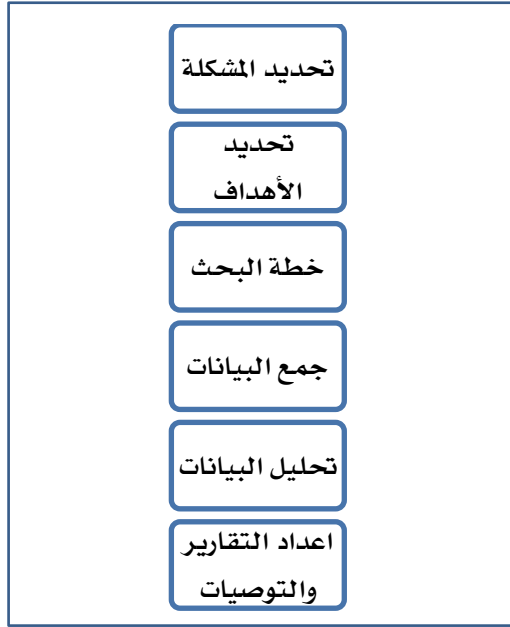 تحديد المشكلة
تحديد
الأهداف
خطة البحث
جمع البيانات
تحليل البيانات
اعداد التقارير
والتوصيات